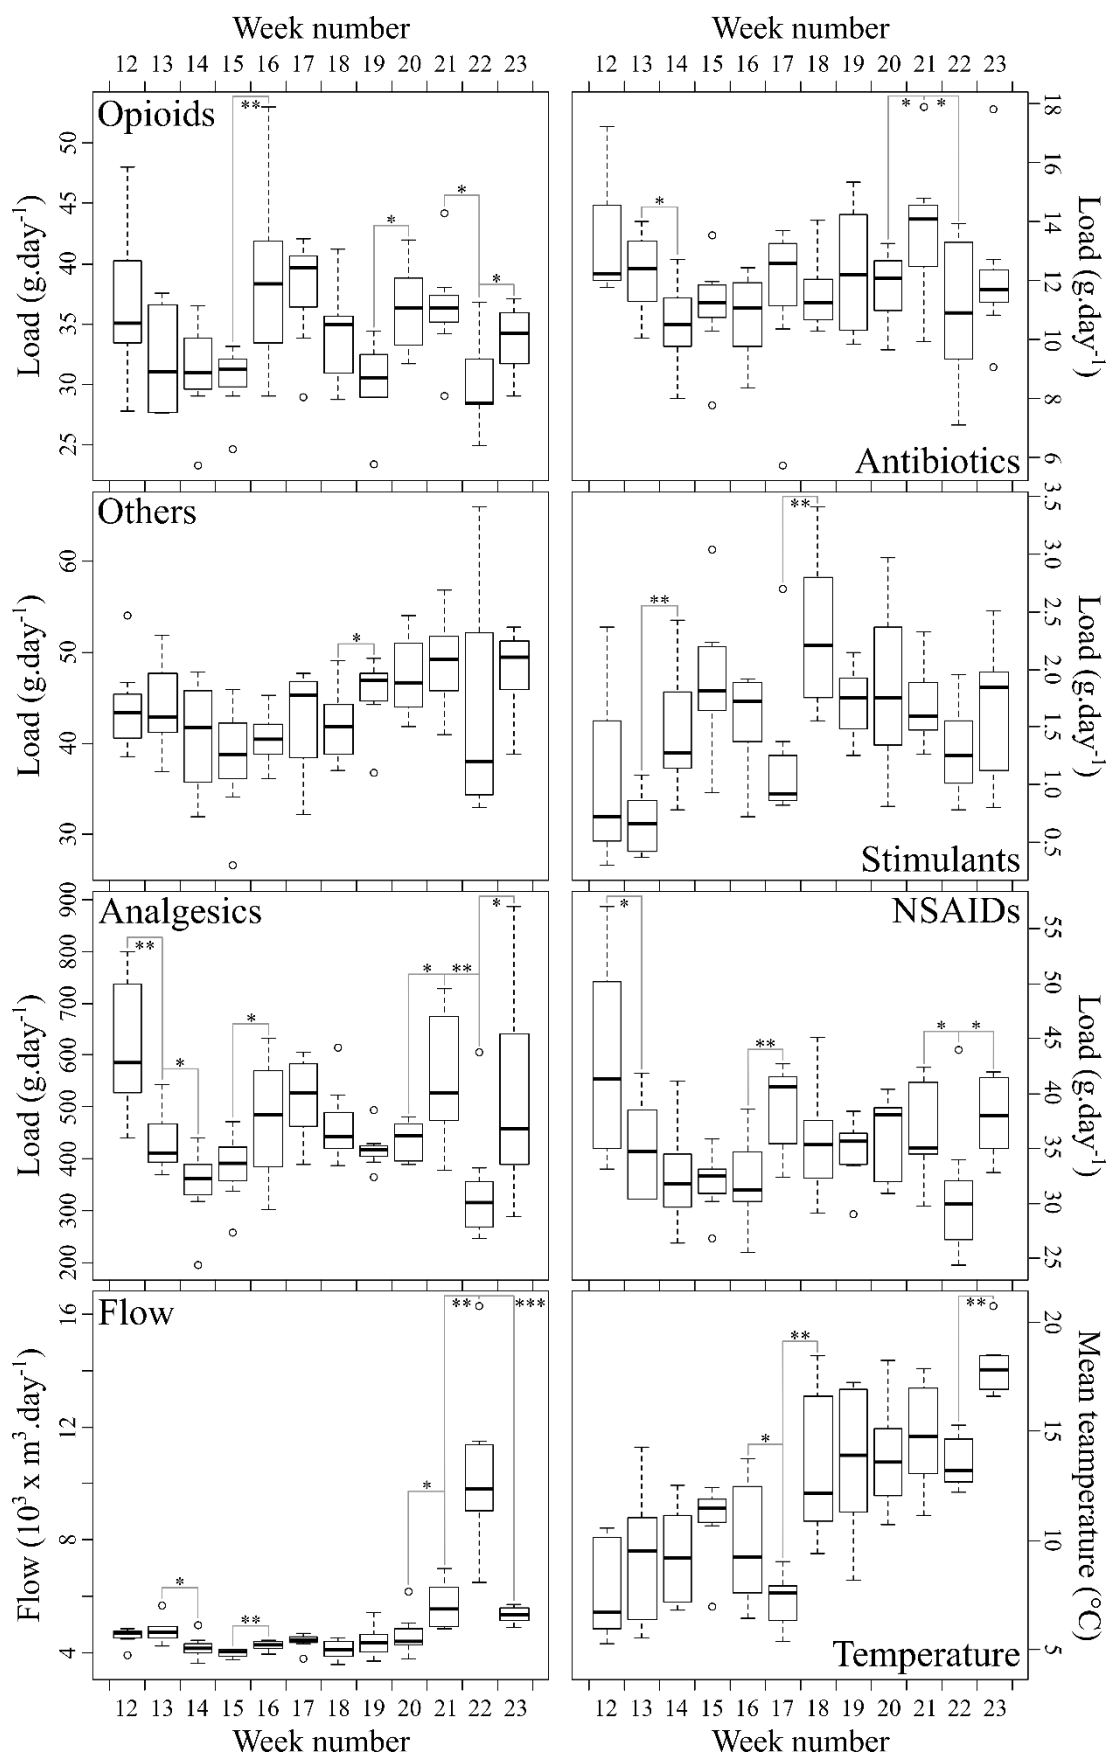 Week number Week number
12 13 14 15 16 17 18 19 20 21 22 23 12 13 14 15 16 17 18 19 20 21 22 23
Opioids
Load (g.day⁻¹)
50 45 40 35 30 25
** * * *
Antibiotics
Load (g.day⁻¹)
18 16 14 12 10 8 6
* * *
Others
Load (g.day⁻¹)
60 50 40 30
*
Stimulants
Load (g.day⁻¹)
3.5 3.0 2.5 2.0 1.5 1.0 0.5
3
** **
Analgesics
Load (g.day⁻¹)
900 800 700 600 500 400 300 200
** * * * ** *
NSAIDs
Load (g.day⁻¹)
55 50 45 40 35 30 25
* ** * *
Flow
Flow (10³ x m³.day⁻¹)
16 12 8 4
* ** * ** ***
Temperature
Mean teamperature (°C)
20 15 10 5
* ** **
12 13 14 15 16 17 18 19 20 21 22 23 12 13 14 15 16 17 18 19 20 21 22 23
Week number Week number